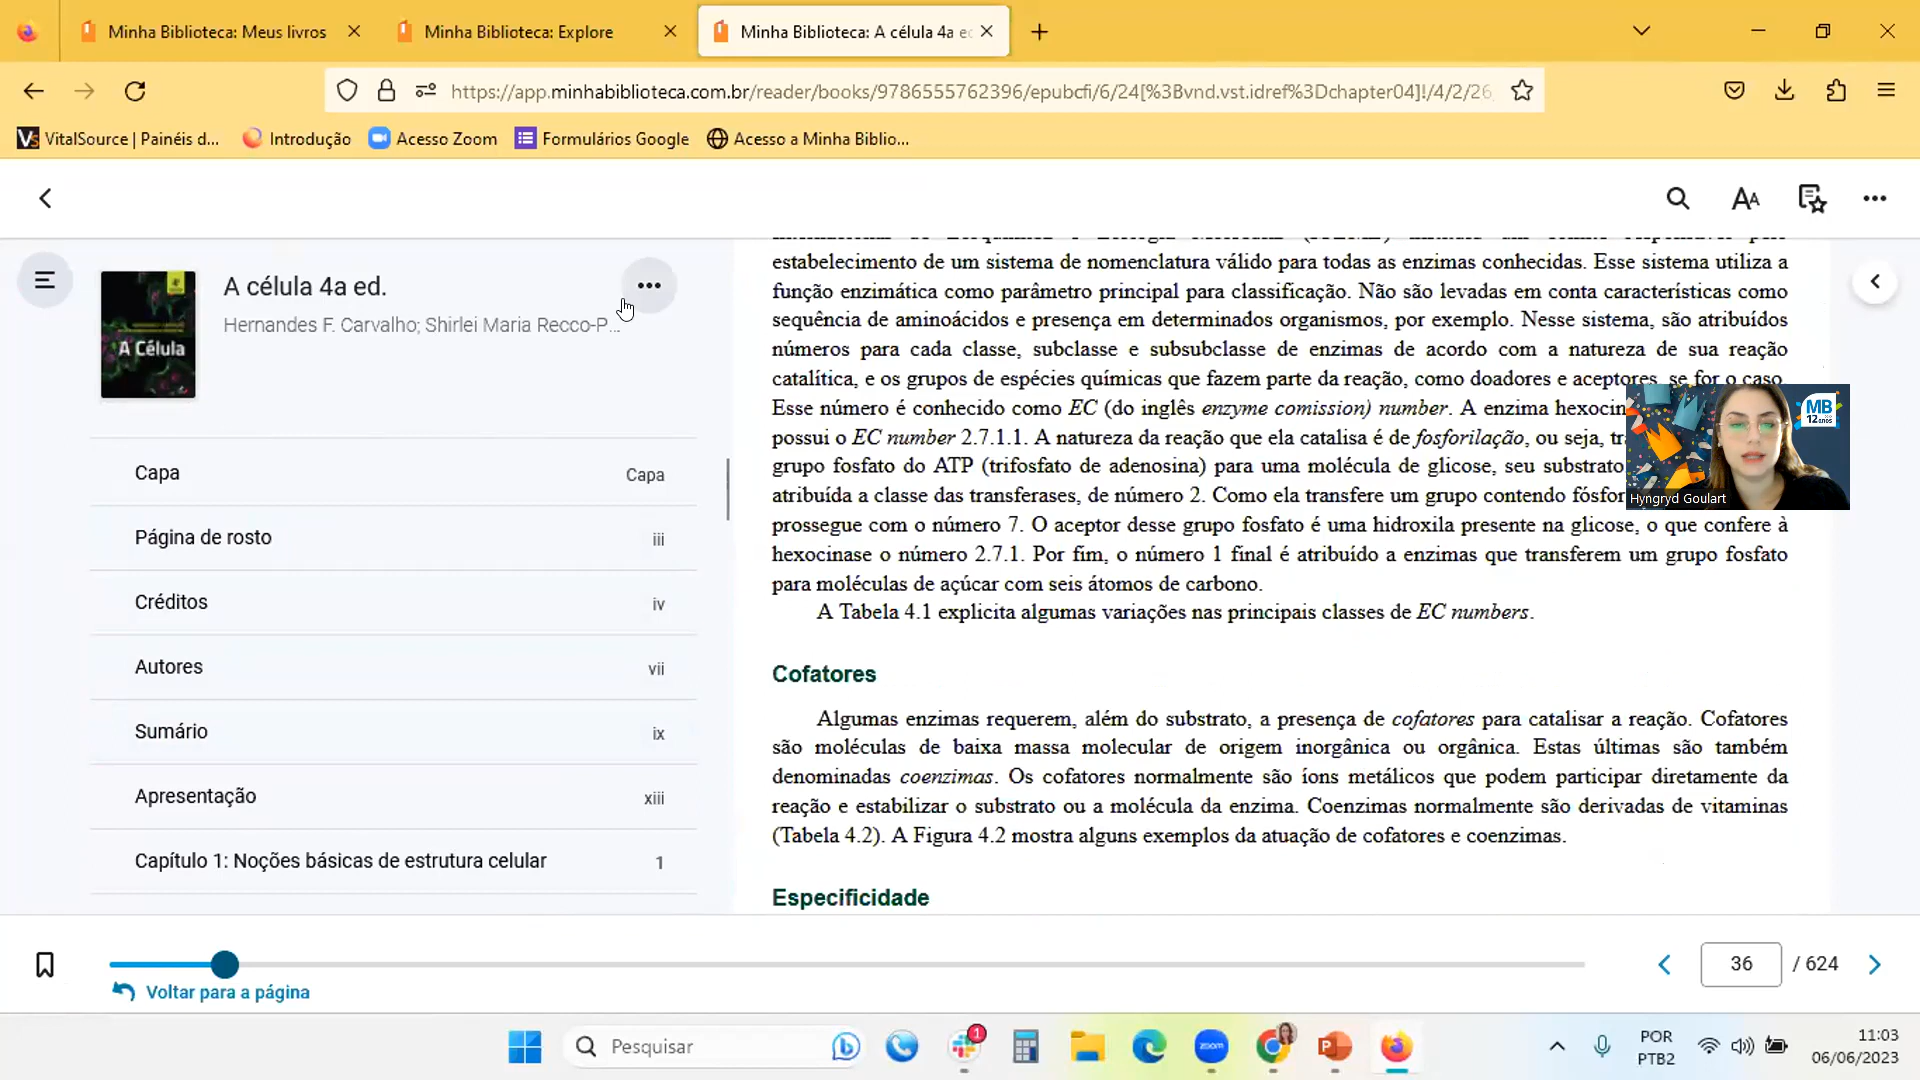 Minha Biblioteca: Meus livros
Minha Biblioteca: Explore
Minha Biblioteca: A célula 4a ed
https://app.minhabiblioteca.com.br/reader/books/9786555762396/epubcfi/6/24[%3Bvnd.vst.idref%3Dchapter04]!/4/2/26
VitalSource | Painéis d...
Introdução
Acesso Zoom
Formulários Google
Acesso a Minha Biblio...
A célula 4a ed.
Hernandes F. Carvalho; Shirlei Maria Recco-P...
A Célula
Capa Capa
Página de rosto iii
Créditos iv
Autores vii
Sumário ix
Apresentação xiii
Capítulo 1: Noções básicas de estrutura celular 1
estabelecimento de um sistema de nomenclatura válido para todas as enzimas conhecidas. Esse sistema utiliza a
função enzimática como parâmetro principal para classificação. Não são levadas em conta características como
sequência de aminoácidos e presença em determinados organismos, por exemplo. Nesse sistema, são atribuídos
números para cada classe, subclasse e subsubclasse de enzimas de acordo com a natureza de sua reação
catalítica, e os grupos de espécies químicas que fazem parte da reação, como doadores e aceptores, se for o caso.
Esse número é conhecido como EC (do inglês enzyme comission) number. A enzima hexocin
possui o EC number 2.7.1.1. A natureza da reação que ela catalisa é de fosforilação, ou seja,
grupo fosfato do ATP (trifosfato de adenosina) para uma molécula de glicose, seu substrato
atribuída a classe das transferases, de número 2. Como ela transfere um grupo contendo fósfor
prossegue com o número 7. O aceptor desse grupo fosfato é uma hidroxila presente na glicose, o que confere à
hexocinase o número 2.7.1. Por fim, o número 1 final é atribuído a enzimas que transferem um grupo fosfato
para moléculas de açúcar com seis átomos de carbono.
A Tabela 4.1 explicita algumas variações nas principais classes de EC numbers.
Cofatores
Algumas enzimas requerem, além do substrato, a presença de cofatores para catalisar a reação. Cofatores
são moléculas de baixa massa molecular de origem inorgânica ou orgânica. Estas últimas são também
denominadas coenzimas. Os cofatores normalmente são íons metálicos que podem participar diretamente da
reação e estabilizar o substrato ou a molécula da enzima. Coenzimas normalmente são derivadas de vitaminas
(Tabela 4.2). A Figura 4.2 mostra alguns exemplos da atuação de cofatores e coenzimas.
Especificidade
MB
12 anos
Hyngryd Goulart
36 / 624
Voltar para a página
Pesquisar
1
zoom
POR
PTB2
11:03
06/06/2023